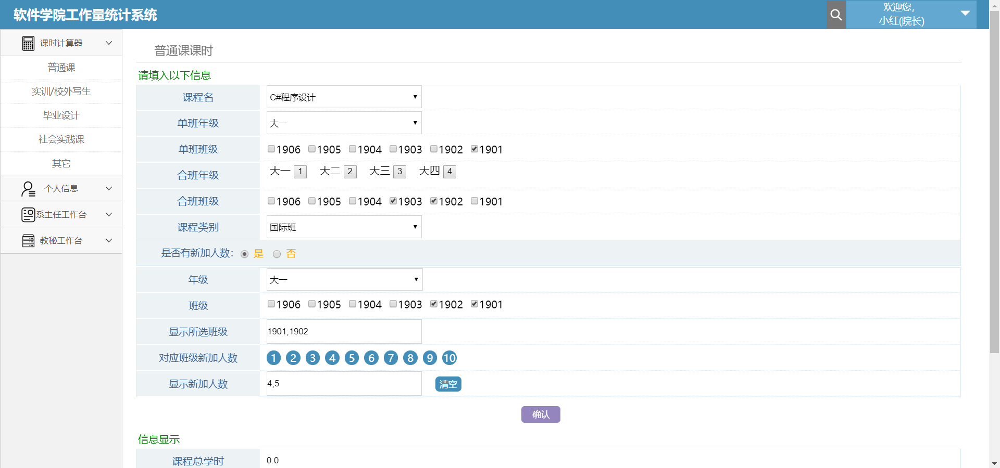 软件学院工作量统计系统
欢迎您,
小红(院长)
课时计算器
普通课
实训/校外写生
毕业设计
社会实践课
其它
个人信息
系主任工作台
教秘工作台
普通课课时
请填入以下信息
课程名 C#程序设计
单班年级 大一
单班班级 1906 1905 1904 1903 1902 1901
合班年级 大一 1 大二 2 大三 3 大四 4
合班班级 1906 1905 1904 1903 1902 1901
课程类别 国际班
是否有新加人数: 是 否
年级 大一
班级 1906 1905 1904 1903 1902 1901
显示所选班级 1901,1902
对应班级新加人数 1 2 3 4 5 6 7 8 9 10
显示新加人数 4,5 清空
确认
信息显示
课程总学时 0.0